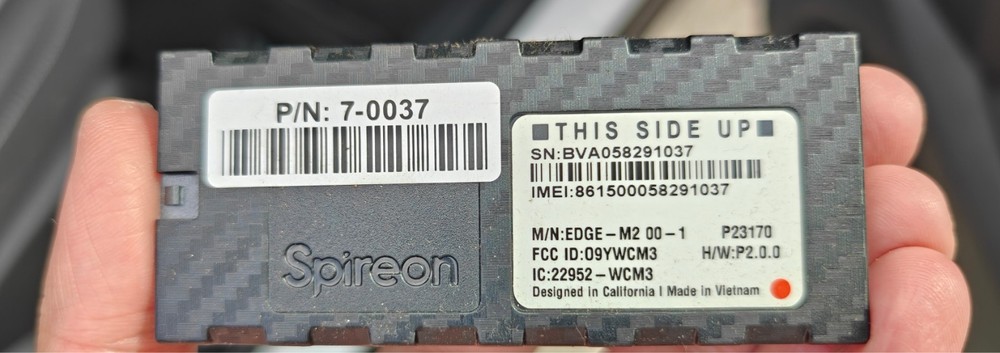 P/N: 7-0037
Spireon
THIS SIDE UP
SN:BVA058291037
IMEI:861500058291037
M/N:EDGE-M2 00-1 P23170
FCC ID:09YWCM3 H/W:P2.0.0
IC:22952-WCM3
Designed in California | Made in Vietnam